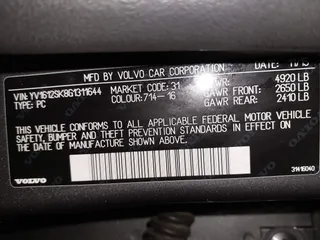 MFD BY VOLVO CAR CORPORATION 11/15
VIN: YV1612SK8G1311644 MARKET CODE: 31 GVWR: 4920 LB
TYPE: PC COLOUR: 714-16 GAWR FRONT: 2650 LB
GAWR REAR: 2410 LB
THIS VEHICLE CONFORMS TO ALL APPLICABLE FEDERAL MOTOR VEHICLE
SAFETY, BUMPER, AND THEFT PREVENTION STANDARDS IN EFFECT ON THE
DATE OF MANUFACTURE SHOWN ABOVE.
VOLVO 31416040